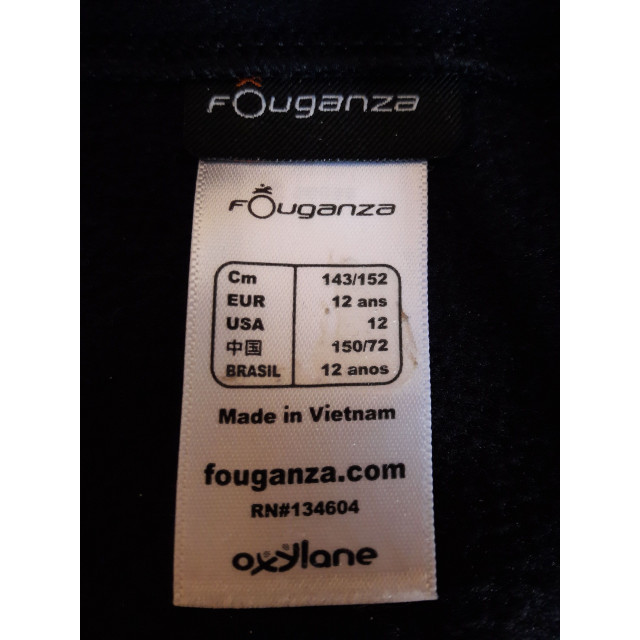 FOuganza
FOuganza
Cm 143/152
EUR 12 ans
USA 12
中国 150/72
BRASIL 12 anos
Made in Vietnam
fouganza.com
RN#134604
oxylane